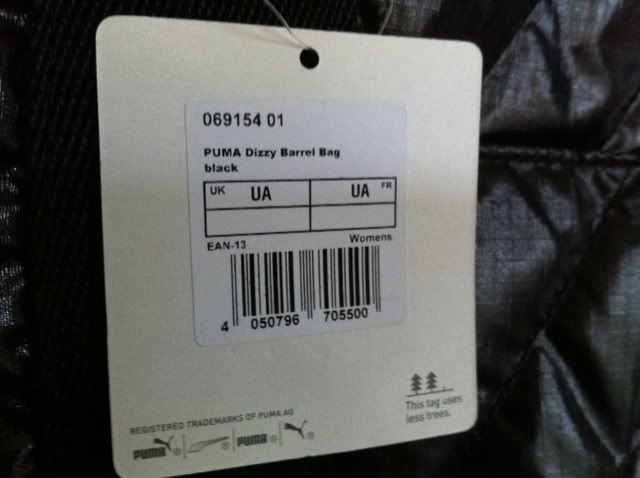 069154 01
PUMA Dizzy Barrel Bag
black
UK UA UA FR
EAN-13 Womens
4 050796 705500
This tag uses
less trees.
REGISTERED TRADEMARKS OF PUMA AG
PUMA ® | ® | PUMA ® ®